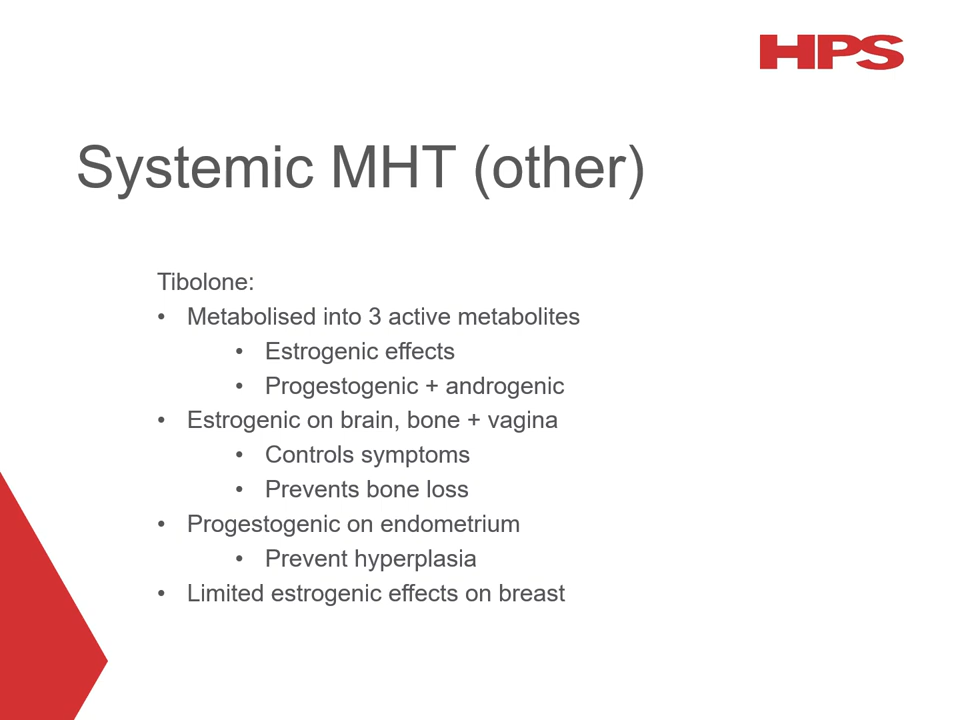 HPS
Systemic MHT (other)
Tibolone:
• Metabolised into 3 active metabolites
• Estrogenic effects
• Progestogenic + androgenic
• Estrogenic on brain, bone + vagina
• Controls symptoms
• Prevents bone loss
• Progestogenic on endometrium
• Prevent hyperplasia
• Limited estrogenic effects on breast